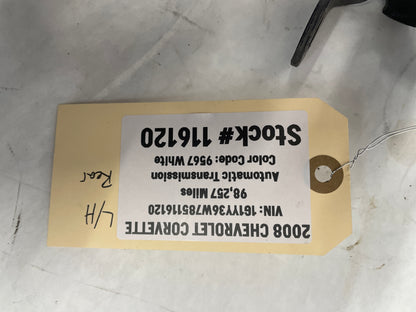 2008 CHEVROLET CORVETTE
VIN: 1G1YY36W785116120
98,257 Miles
Automatic Transmission
Color Code: 9567 White
Stock# 116120
L/H
Rear